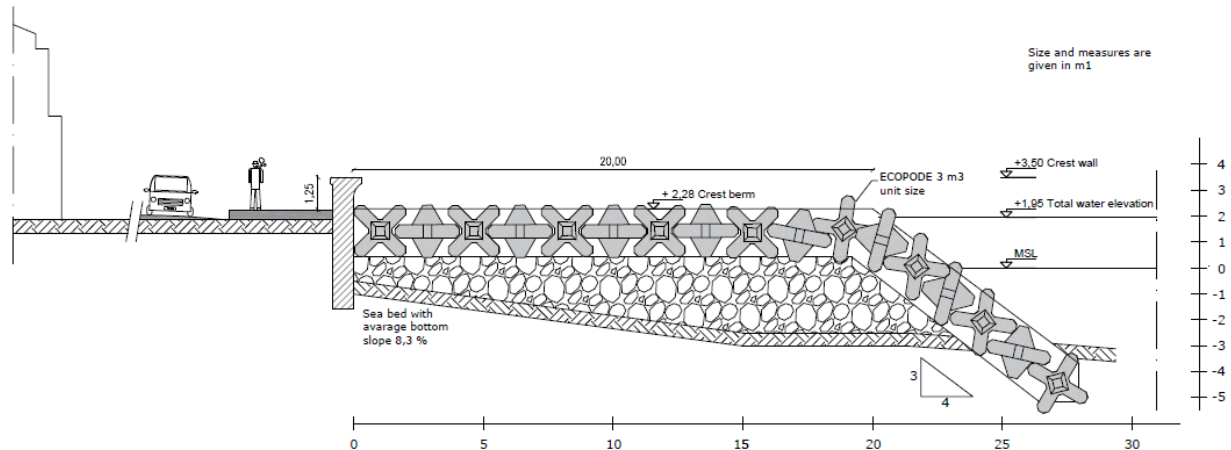 Size and measures are
given in m1
20,00
1,25
ECOPODE 3 m3
unit size
+3,50 Crest wall
+ 2,28 Crest berm
+1,95 Total water elevation
MSL
Sea bed with
avarage bottom
slope 8,3 %
3
4
4
3
2
1
0
-1
-2
-3
-4
-5
0 5 10 15 20 25 30